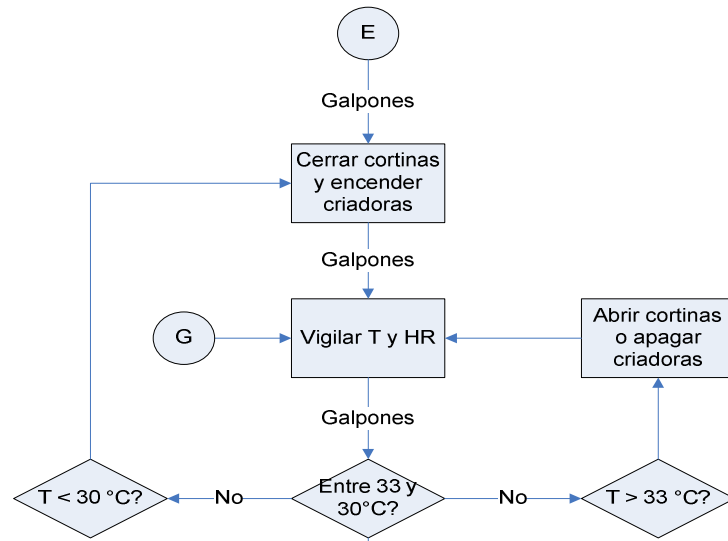 E
Galpones
Cerrar cortinas
y encender
criadoras
Galpones
G
Vigilar T y HR
Abrir cortinas
o apagar
criadoras
Galpones
T < 30 °C?
No
Entre 33 y
30°C?
No
T > 33 °C?